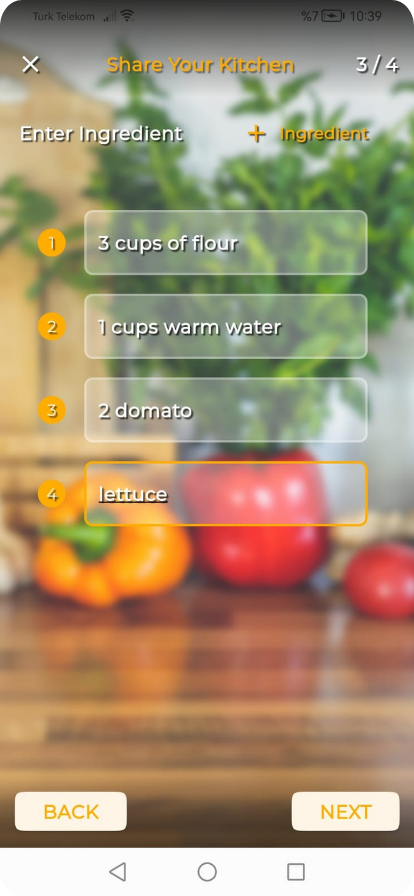 Turk Telekom %7 10:39
Share Your Kitchen 3 / 4
Enter Ingredient + Ingredient
1 3 cups of flour
2 1 cups warm water
3 2 domato
4 lettuce
BACK NEXT